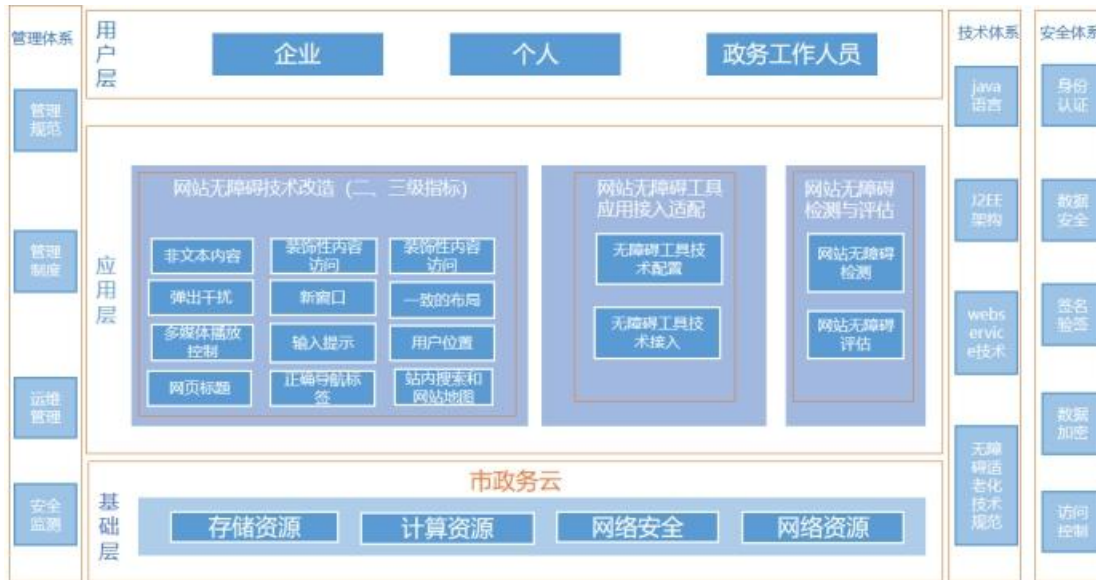 管理体系
管理
规范
管理
制度
运维
管理
安全
监测
用
户
层
企业
个人
政务工作人员
应
用
层
网站无障碍技术改造（二、三级指标）
非文本内容
装饰性内容
访问
装饰性内容
访问
弹出干扰
新窗口
一致的布局
多媒体播放
控制
输入提示
用户位置
网页标题
正确导航标
签
站内搜索和
网站地图
网站无障碍工具
应用接入适配
无障碍工具技
术配置
无障碍工具技
术接入
网站无障碍
检测与评估
网站无障碍
检测
网站无障碍
评估
基
础
层
市政务云
存储资源
计算资源
网络安全
网络资源
技术体系
java
语言
J2EE
架构
webs
ervic
e技术
无障
碍适
老化
技术
规范
安全体系
身份
认证
数据
安全
签名
验签
数据
加密
访问
控制